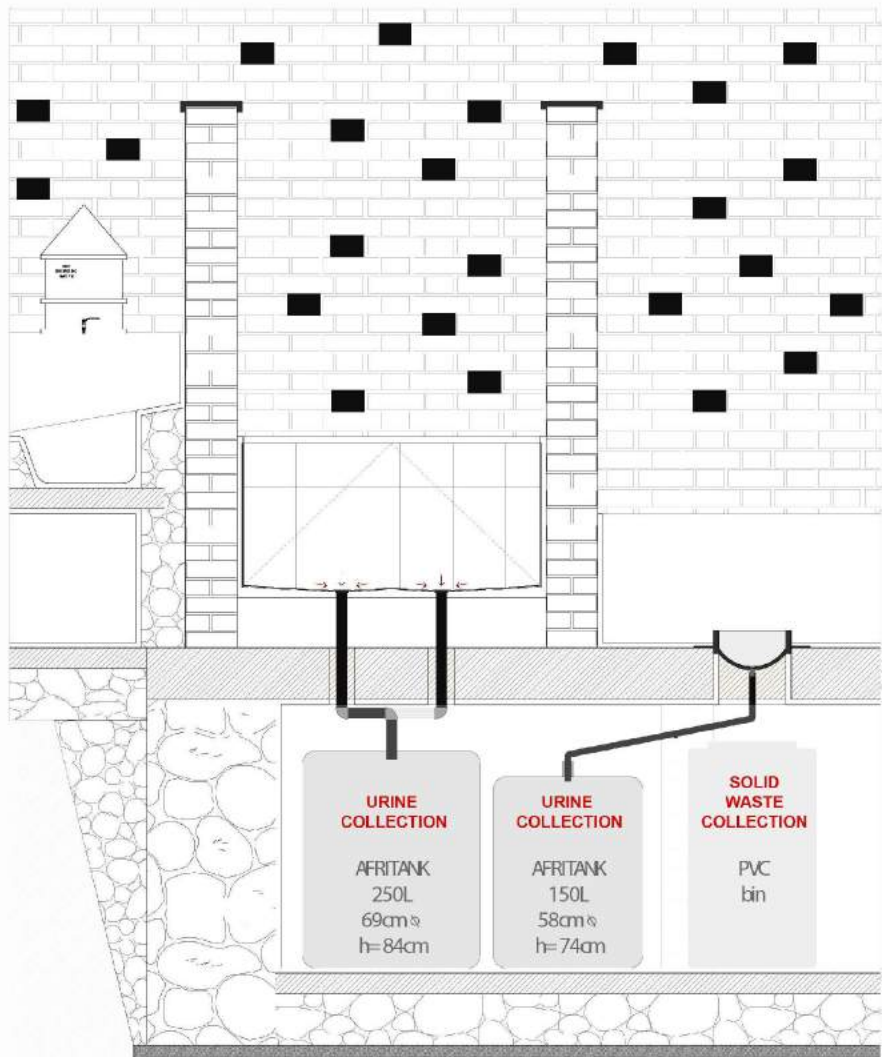 URINE
COLLECTION
AFRITANK
250L
69cm ⌀
h= 84cm
URINE
COLLECTION
AFRITANK
150L
58cm ⌀
h= 74cm
SOLID
WASTE
COLLECTION
PVC
bin